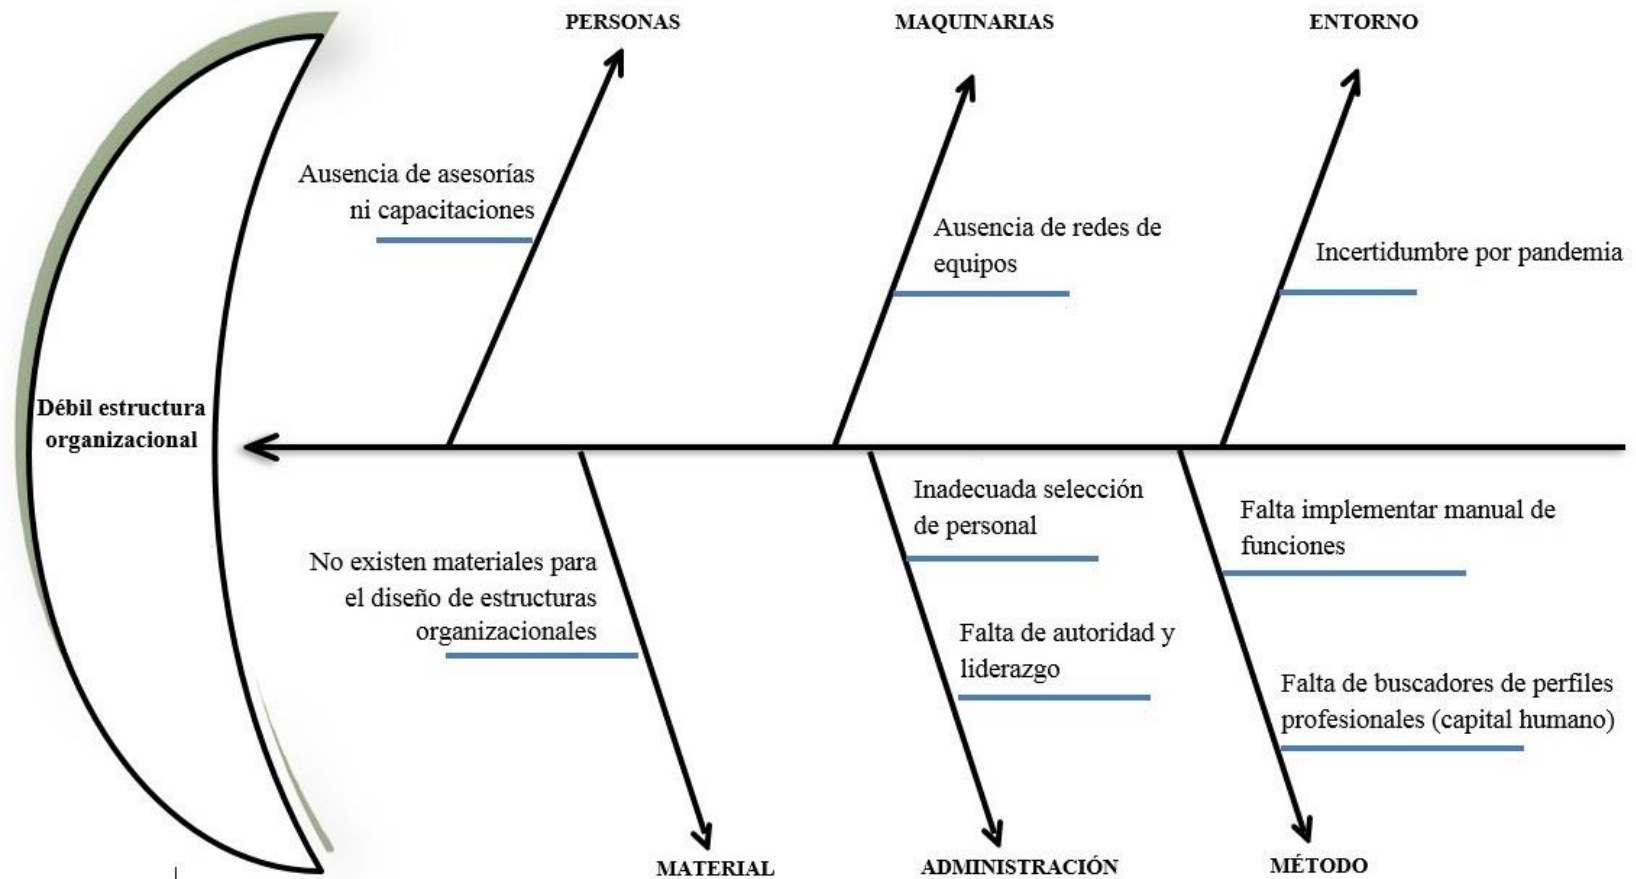 PERSONAS
MAQUINARIAS
ENTORNO
Ausencia de asesorías
ni capacitaciones
Ausencia de redes de
equipos
Incertidumbre por pandemia
Débil estructura
organizacional
No existen materiales para
el diseño de estructuras
organizacionales
Inadecuada selección
de personal
Falta de autoridad y
liderazgo
Falta implementar manual de
funciones
Falta de buscadores de perfiles
profesionales (capital humano)
MATERIAL
ADMINISTRACIÓN
MÉTODO